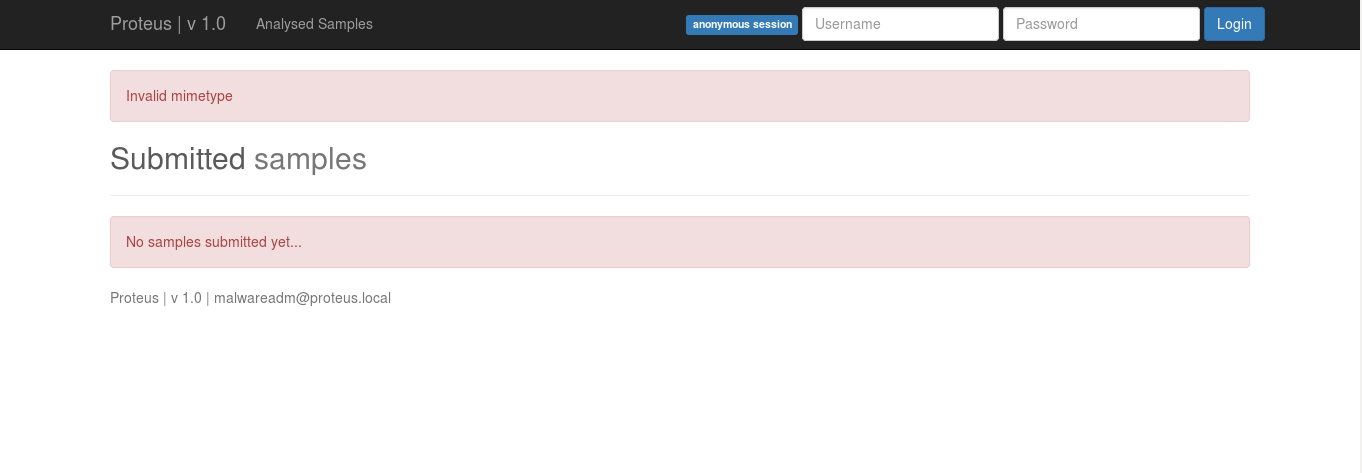 Proteus | v 1.0 Analysed Samples anonymous session Username Password Login
Invalid mimetype
Submitted samples
No samples submitted yet...
Proteus | v 1.0 | malwareadm@proteus.local